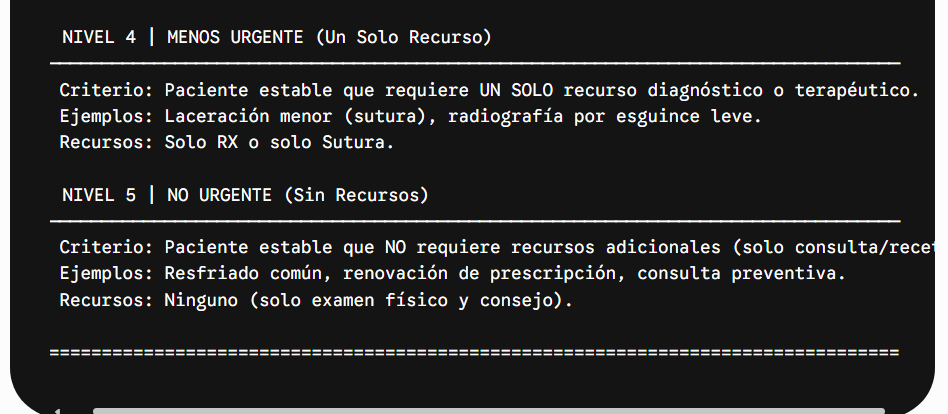 NIVEL 4 | MENOS URGENTE (Un Solo Recurso)
Criterio: Paciente estable que requiere UN SOLO recurso diagnóstico o terapéutico.
Ejemplos: Laceración menor (sutura), radiografía por esguince leve.
Recursos: Solo RX o solo Sutura.
NIVEL 5 | NO URGENTE (Sin Recursos)
Criterio: Paciente estable que NO requiere recursos adicionales (solo consulta/recet
Ejemplos: Resfriado común, renovación de prescripción, consulta preventiva.
Recursos: Ninguno (solo examen físico y consejo).
=================================================================================